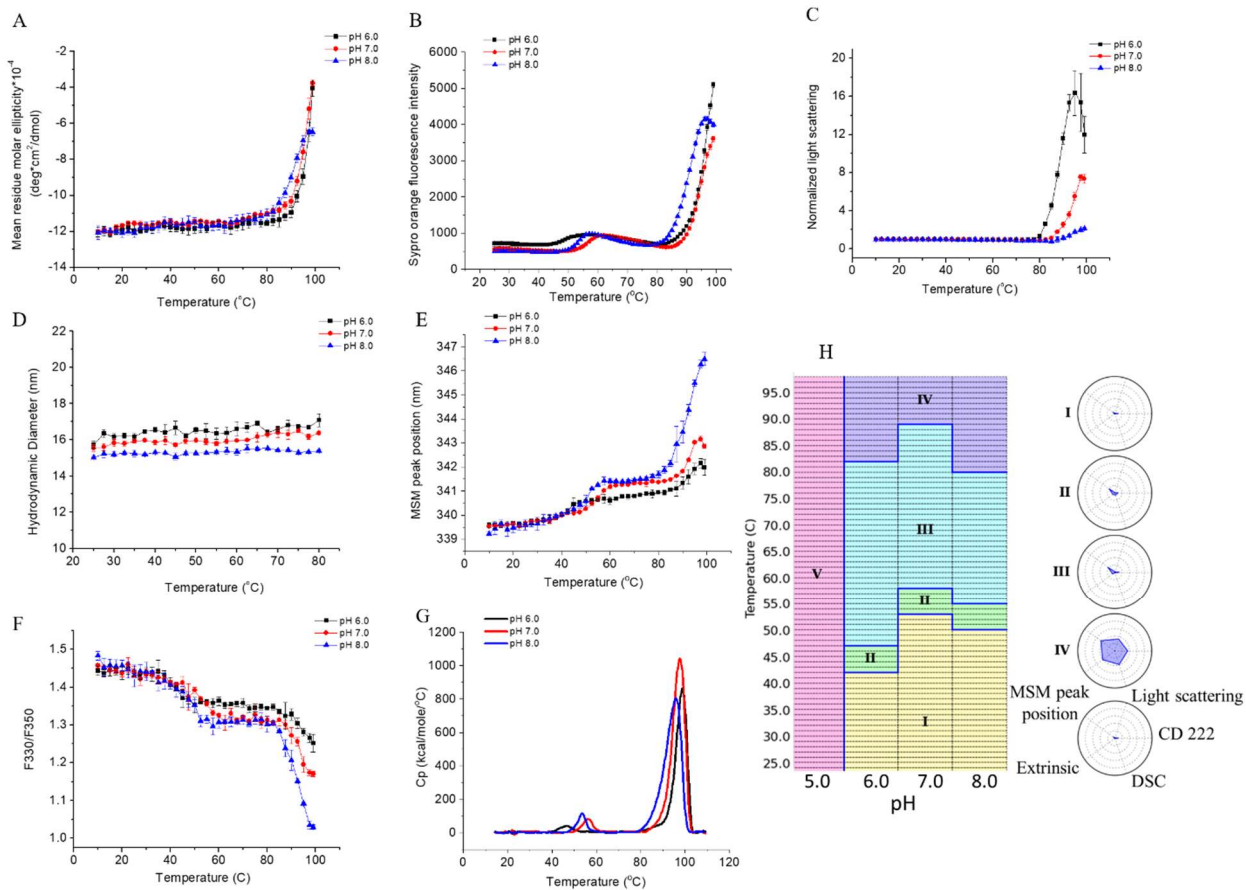 A
pH 6.0
pH 7.0
pH 8.0
Mean residue molar ellipticity*10⁻⁴
(deg*cm²/dmol)
-2
-4
-6
-8
-10
-12
-14
0 20 40 60 80 100
Temperature (°C)
B
pH 6.0
pH 7.0
pH 8.0
Sypro orange fluorescence intensity
6000
5000
4000
3000
2000
1000
0
20 30 40 50 60 70 80 90 100
Temperature (°C)
C
pH 6.0
pH 7.0
pH 8.0
Normalized light scattering
20
16
12
8
4
0
0 20 40 60 80 100
Temperature (°C)
D
pH 6.0
pH 7.0
pH 8.0
Hydrodynamic Diameter (nm)
22
20
18
16
14
12
10
20 30 40 50 60 70 80
Temperature (°C)
E
pH 6.0
pH 7.0
pH 8.0
MSM peak position (nm)
347
346
345
344
343
342
341
340
339
0 20 40 60 80 100
Temperature (°C)
F
pH 6.0
pH 7.0
pH 8.0
F330/F350
1.5
1.4
1.3
1.2
1.1
1.0
0 20 40 60 80 100
Temperature (C)
G
pH 6.0
pH 7.0
pH 8.0
Cp (kcal/mole/°C)
1200
1000
800
600
400
200
0
0 20 40 60 80 100 120
Temperature (°C)
H
Temperature (C)
95.0
90.0
85.0
80.0
75.0
70.0
65.0
60.0
55.0
50.0
45.0
40.0
35.0
30.0
25.0
IV
III
V
II
II
I
5.0 6.0 7.0 8.0
pH
I
II
III
IV
MSM peak
position
Light scattering
CD 222
Extrinsic
DSC